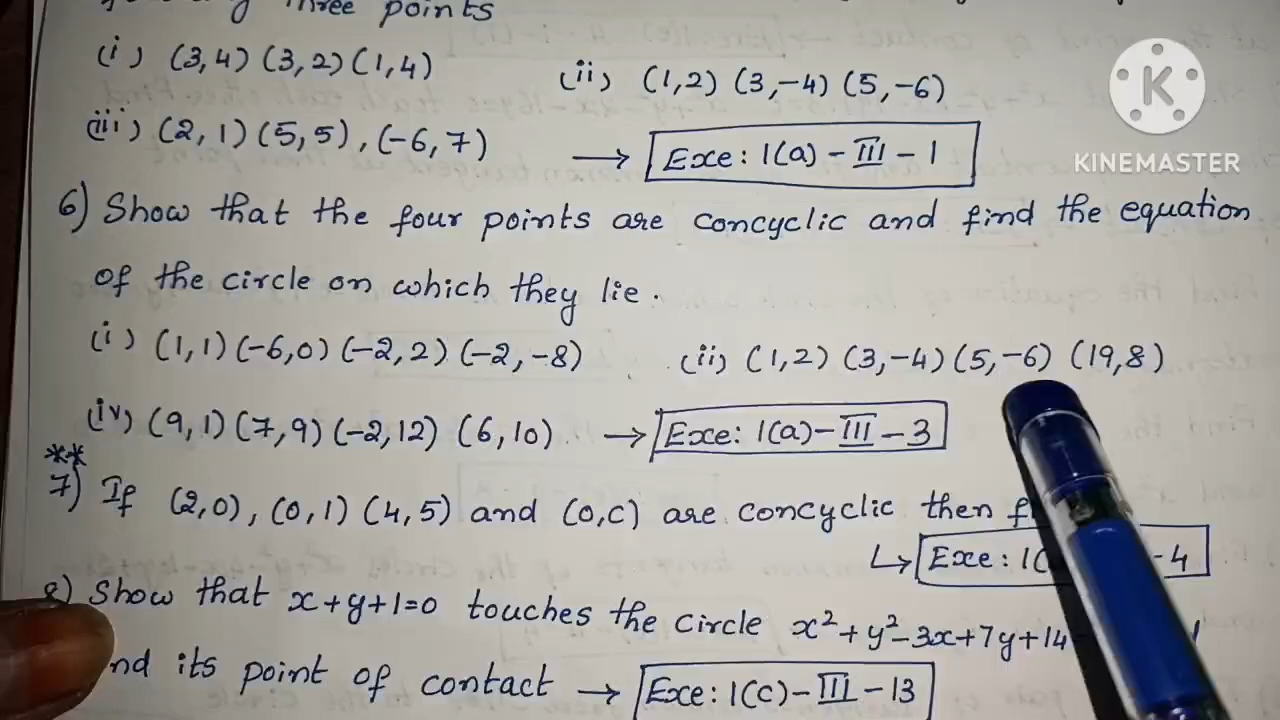 three points
(i) (3,4) (3,2) (1,4)
(ii) (1,2) (3,-4) (5,-6)
(iii) (2,1) (5,5), (-6,7)
→ Exe: 1(a)-III-1
K
KINEMASTER
6) Show that the four points are concyclic and find the equation
of the circle on which they lie.
(i) (1,1) (-6,0) (-2,2) (-2,-8)
(ii) (1,2) (3,-4) (5,-6) (19,8)
(iv) (9,1) (7,9) (-2,12) (6,10) → Exe: 1(a)-III-3
**
7) If (2,0), (0,1) (4,5) and (0,c) are concyclic then
↳ Exe: 1( -4
8) Show that x+y+1=0 touches the circle x²+y²-3x+7y+14
its point of contact → Exe: 1(c)-III-13